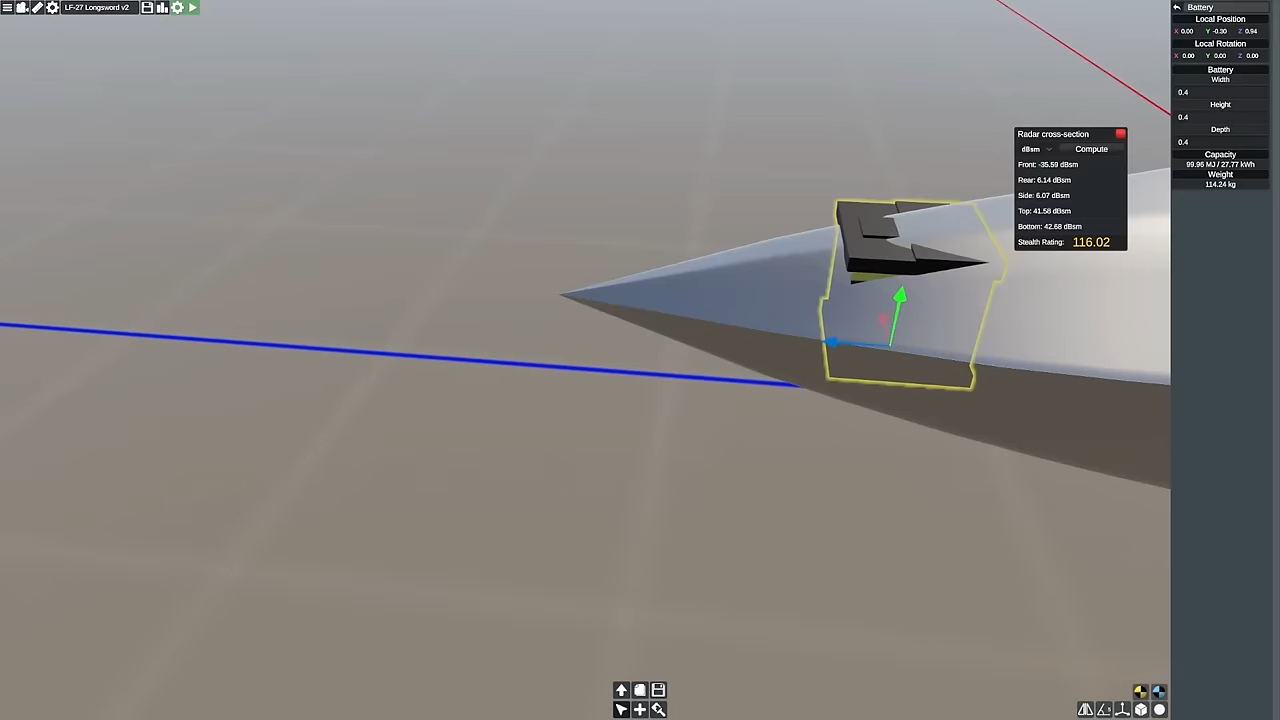 LF-27 Longsword v2
Battery
Local Position
X 0.00 Y -0.30 Z 0.94
Local Rotation
X 0.00 Y 0.00 Z 0.00
Battery
Width
0.4
Height
0.4
Depth
0.4
Capacity
99.96 MJ / 27.77 kWh
Weight
114.24 kg
Radar cross-section
dBsm Compute
Front: -35.59 dBsm
Rear: 6.14 dBsm
Side: 6.07 dBsm
Top: 41.58 dBsm
Bottom: 42.68 dBsm
Stealth Rating: 116.02